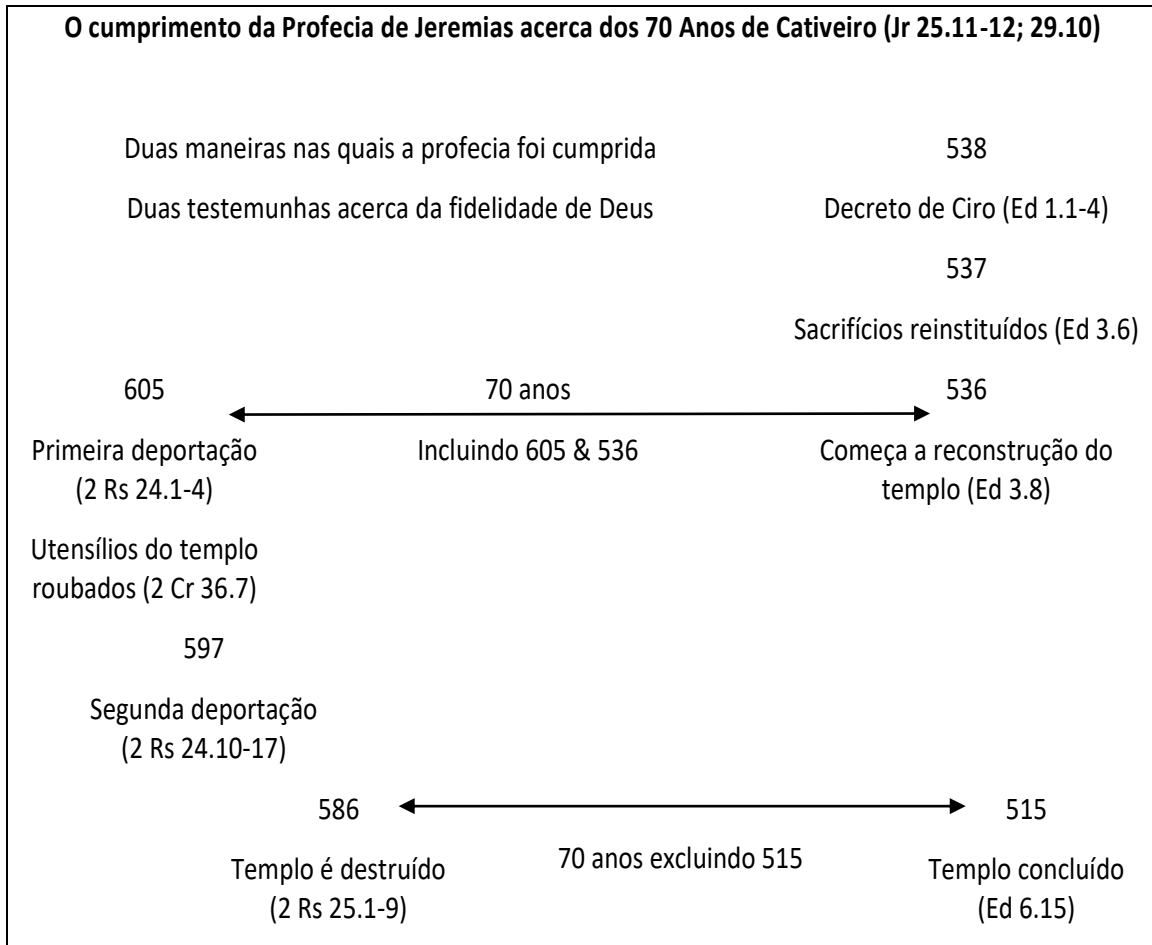 O cumprimento da Profecia de Jeremias acerca dos 70 Anos de Cativeiro (Jr 25.11-12; 29.10)
Duas maneiras nas quais a profecia foi cumprida
538
Duas testemunhas acerca da fidelidade de Deus
Decreto de Ciro (Ed 1.1-4)
537
Sacrifícios reinstituídos (Ed 3.6)
605
70 anos
536
Primeira deportação
(2 Rs 24.1-4)
Incluindo 605 & 536
Começa a reconstrução do
templo (Ed 3.8)
Utensílios do templo
roubados (2 Cr 36.7)
597
Segunda deportação
(2 Rs 24.10-17)
586
515
Templo é destruído
(2 Rs 25.1-9)
70 anos excluindo 515
Templo concluído
(Ed 6.15)